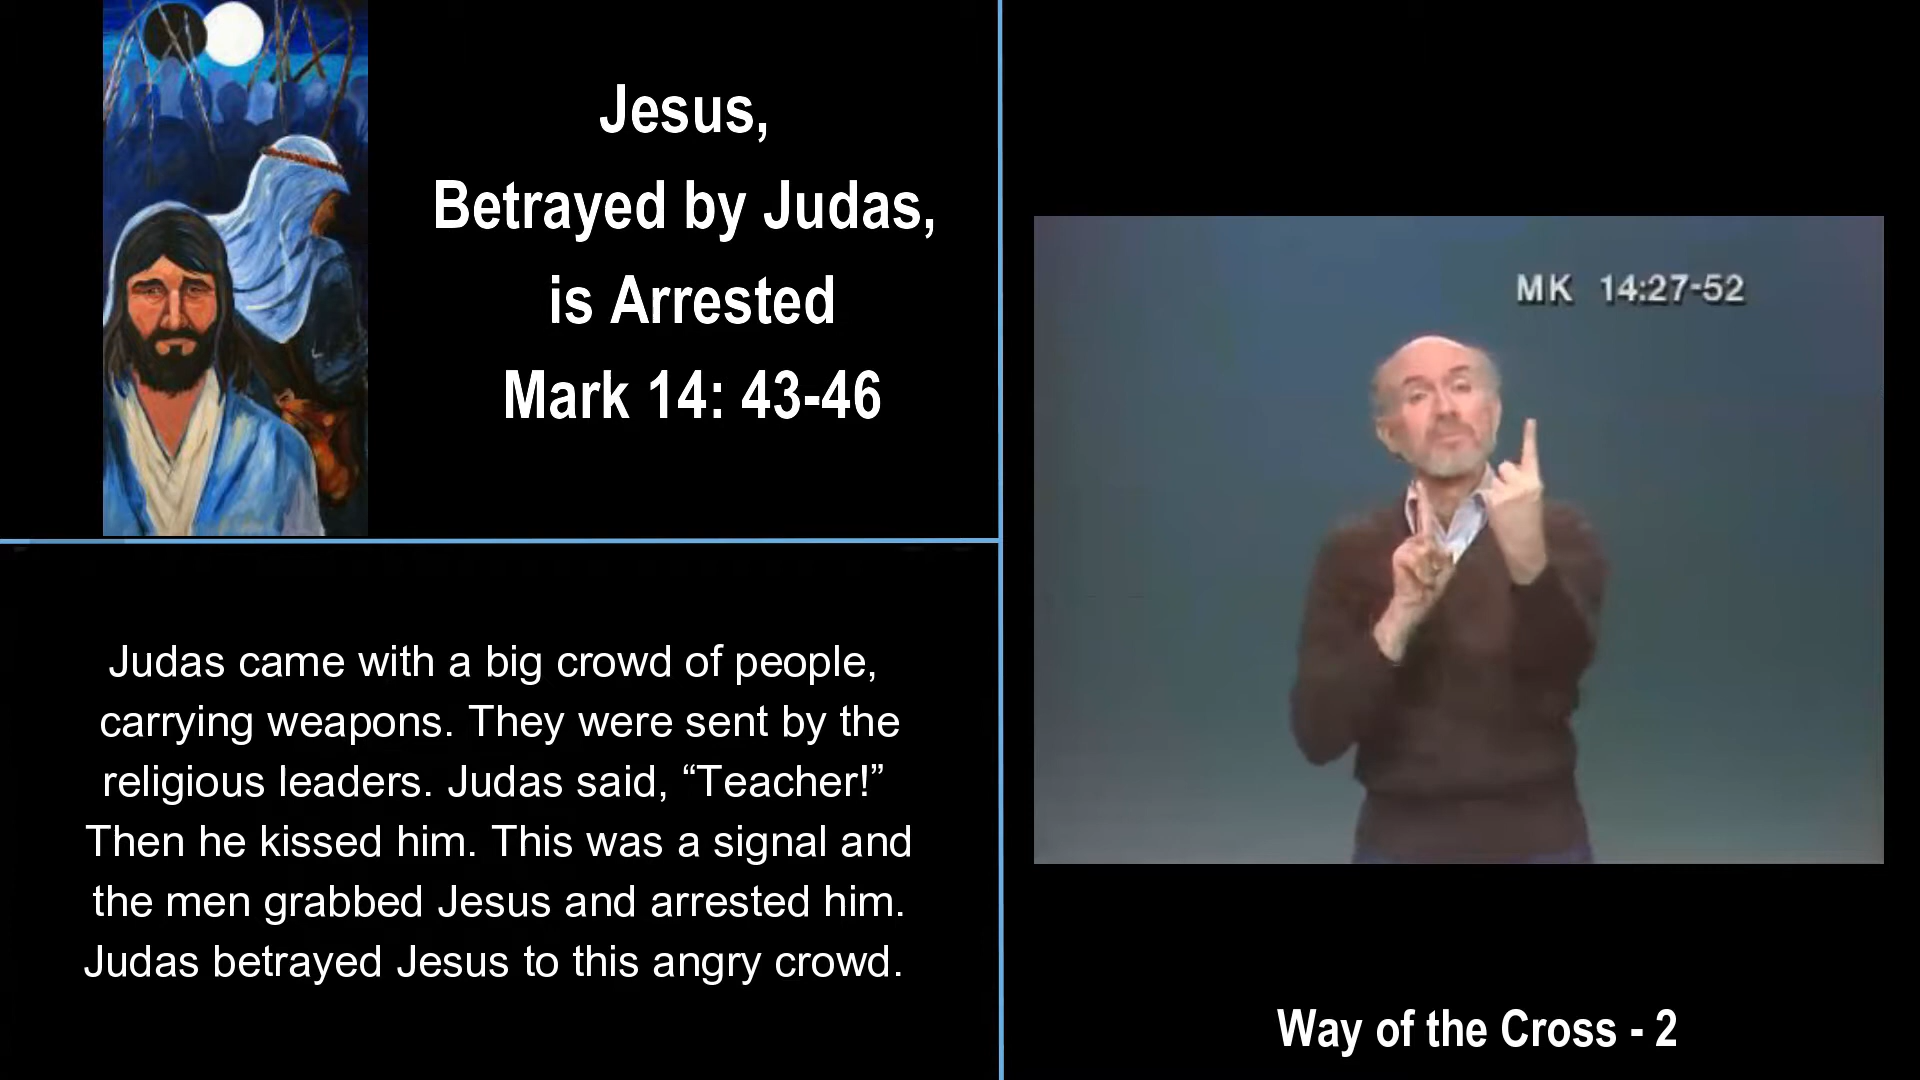 Jesus,
Betrayed by Judas,
is Arrested
Mark 14: 43-46
Judas came with a big crowd of people,
carrying weapons. They were sent by the
religious leaders. Judas said, “Teacher!”
Then he kissed him. This was a signal and
the men grabbed Jesus and arrested him.
Judas betrayed Jesus to this angry crowd.
MK 14:27-52
Way of the Cross - 2